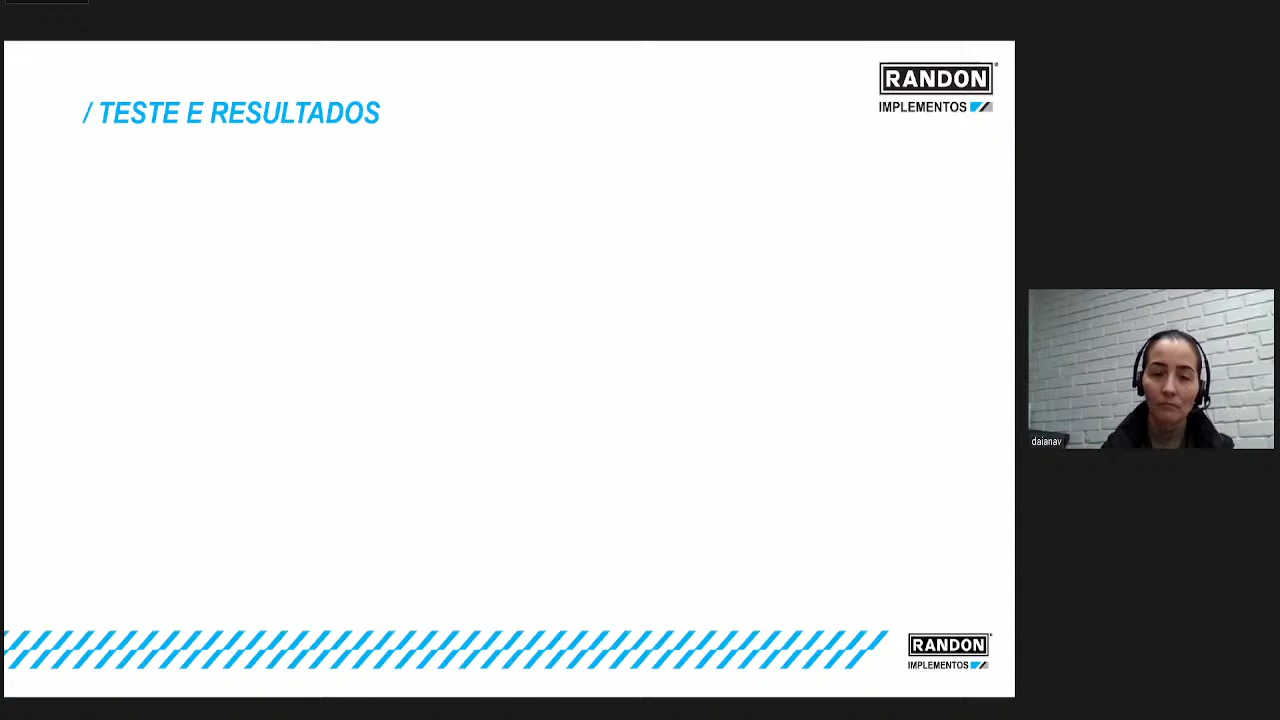 / TESTE E RESULTADOS
RANDON®
IMPLEMENTOS
daianav
RANDON®
IMPLEMENTOS